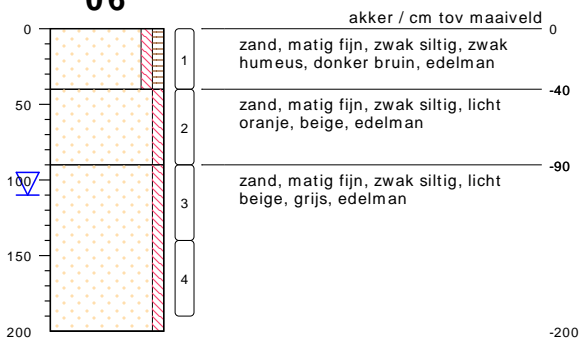 06
akker / cm tov maaiveld
0
0
zand, matig fijn, zwak siltig, zwak
humeus, donker bruin, edelman
1
-40
zand, matig fijn, zwak siltig, licht
oranje, beige, edelman
50
2
-90
zand, matig fijn, zwak siltig, licht
beige, grijs, edelman
100
3
150
4
200
-200